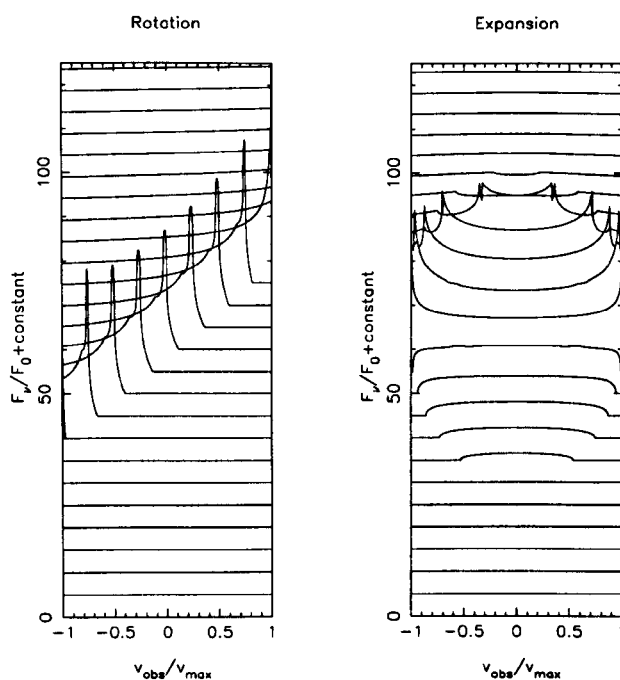 Rotation
F_ν/F_0+constant
100
50
0
-1 -0.5 0 0.5 1
v_obs/v_max
Expansion
F_ν/F_0+constant
100
50
0
-1 -0.5 0 0.5 1
v_obs/v_max